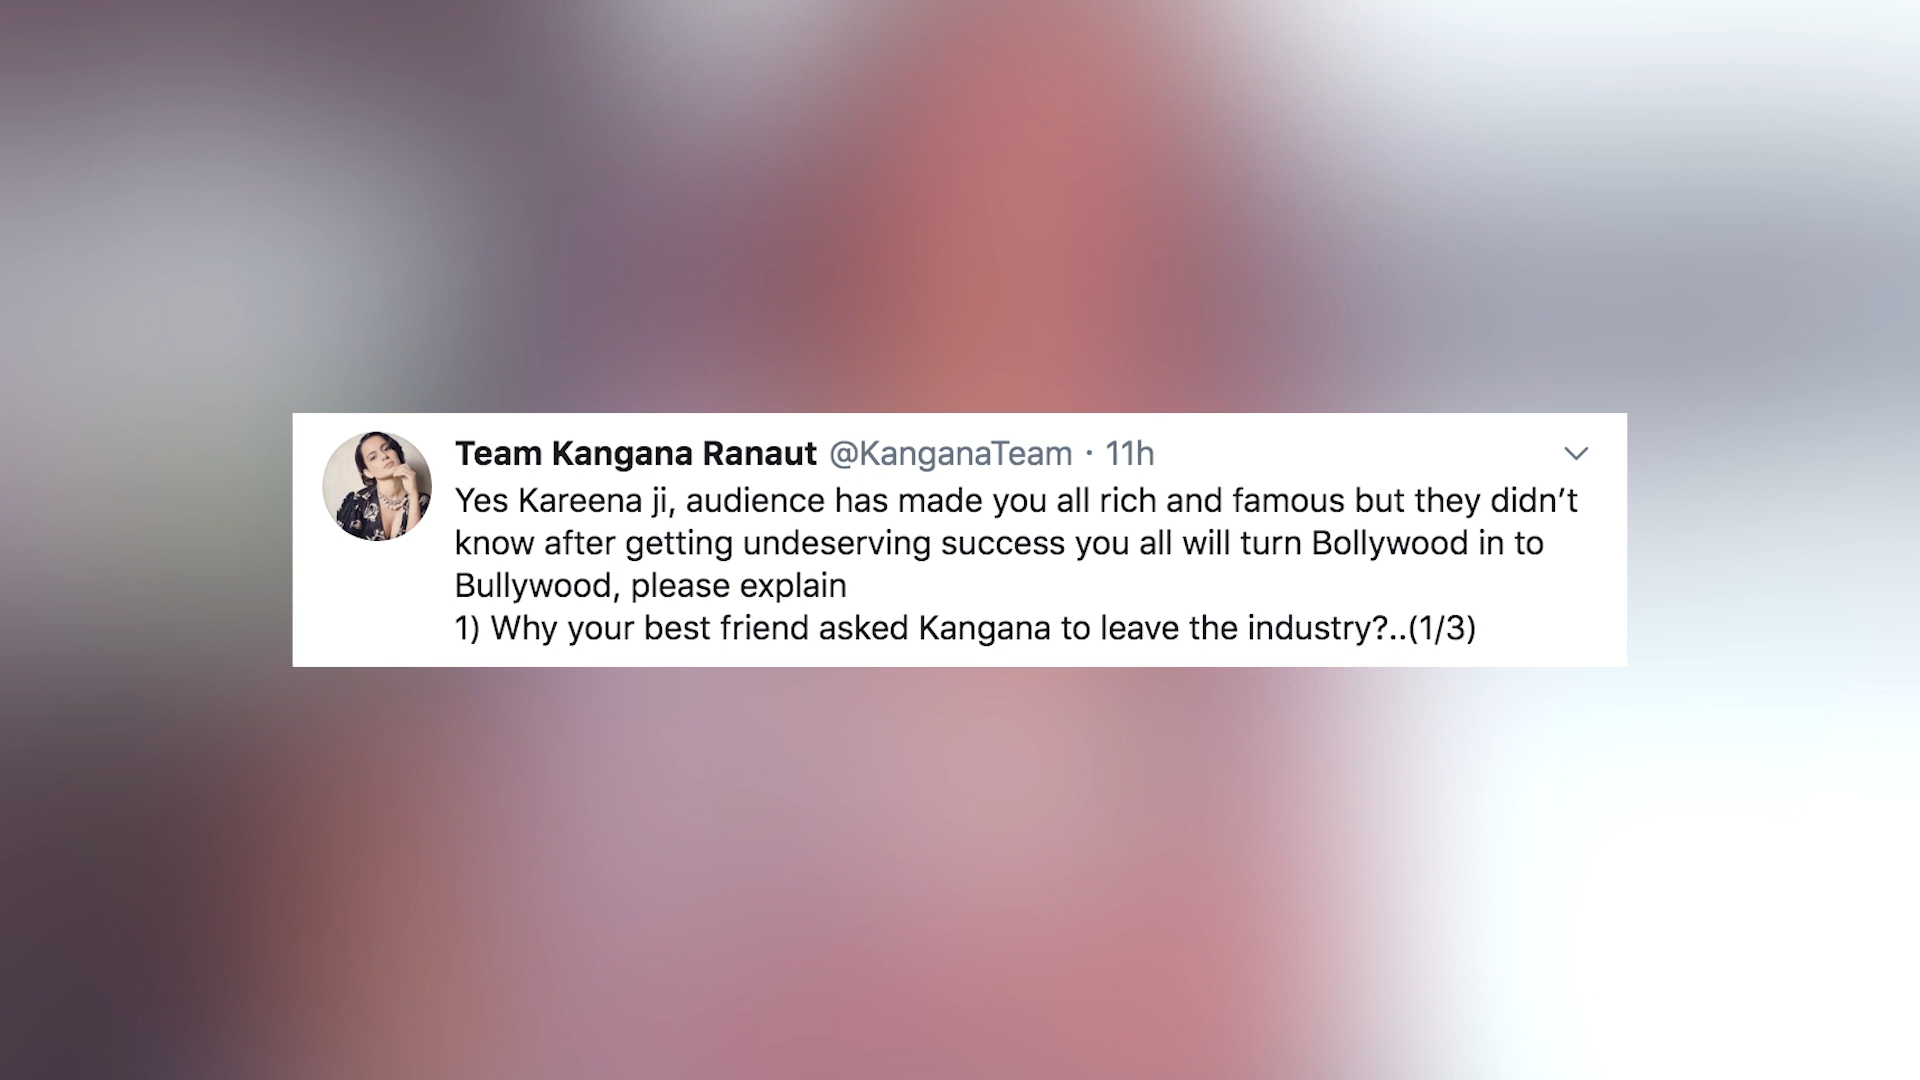 Team Kangana Ranaut @KanganaTeam · 11h
Yes Kareena ji, audience has made you all rich and famous but they didn’t
know after getting undeserving success you all will turn Bollywood in to
Bullywood, please explain
1) Why your best friend asked Kangana to leave the industry?..(1/3)